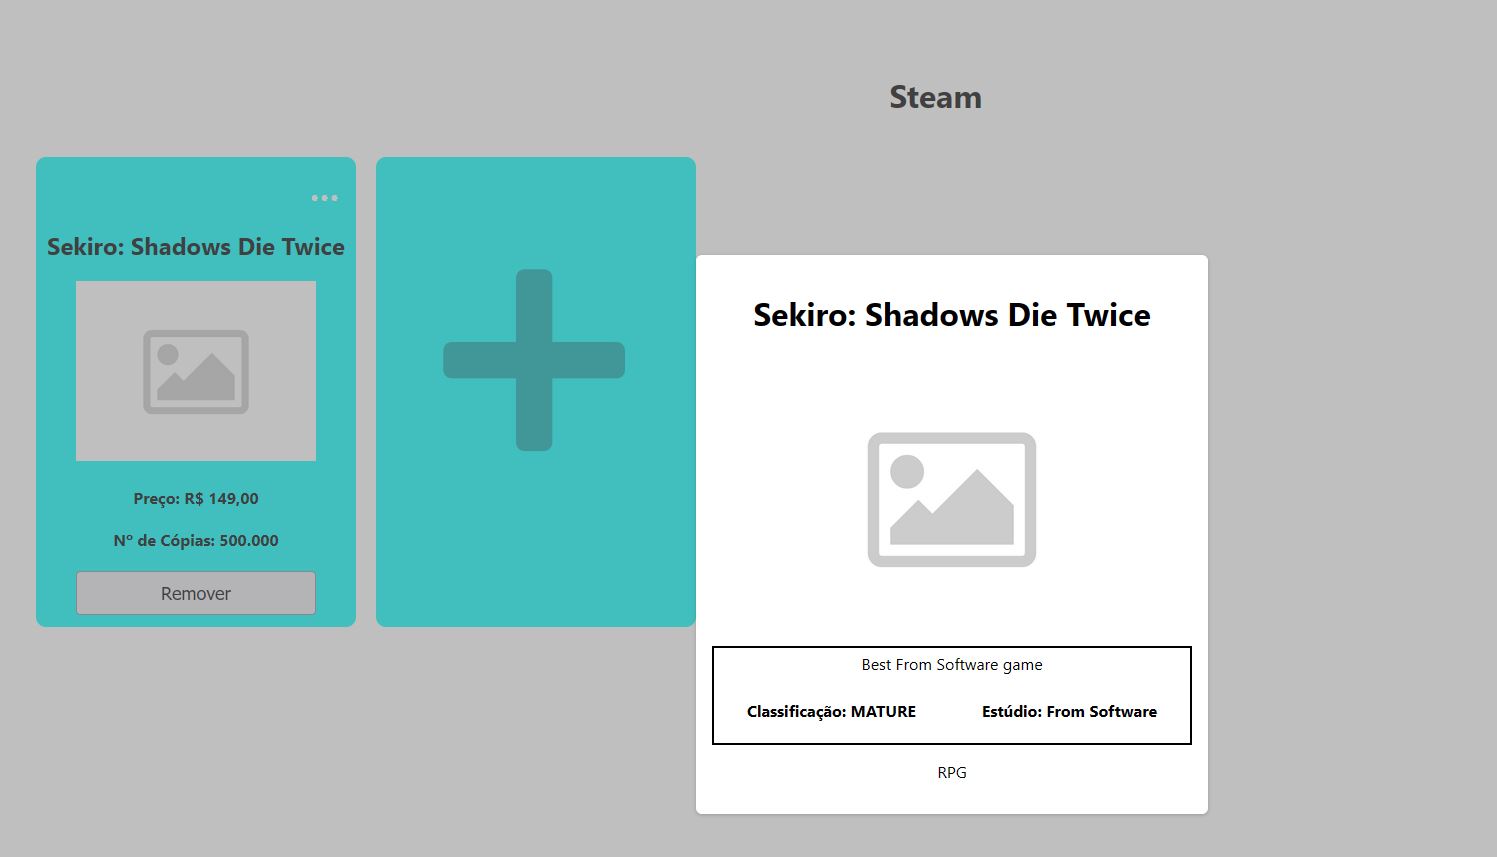 Steam
Sekiro: Shadows Die Twice
Preço: R$ 149,00
Nº de Cópias: 500.000
Remover
Sekiro: Shadows Die Twice
Best From Software game
Classificação: MATURE Estúdio: From Software
RPG